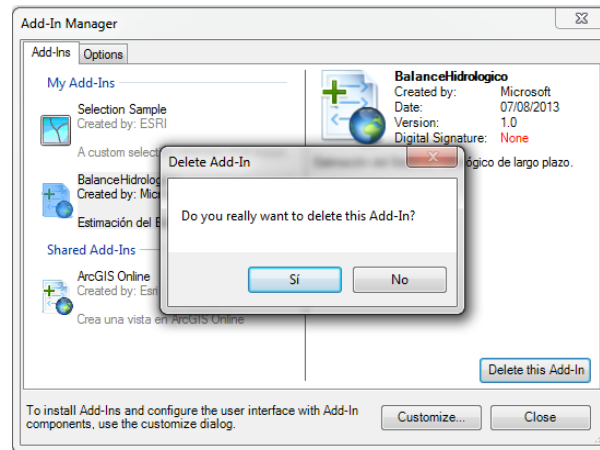 Add-In Manager
Add-Ins
Options
My Add-Ins
Selection Sample
Created by: ESRI
A custom select
BalanceHidrolog
Created by: Mic
Estimación del B
Shared Add-Ins
ArcGIS Online
Created by: Esri
Crea una vista en ArcGIS Online
BalanceHidrologico
Created by: Microsoft
Date: 07/08/2013
Version: 1.0
Digital Signature: None
ógico de largo plazo.
Delete Add-In
Do you really want to delete this Add-In?
Sí
No
Delete this Add-In
To install Add-Ins and configure the user interface with Add-In
components, use the customize dialog.
Customize...
Close